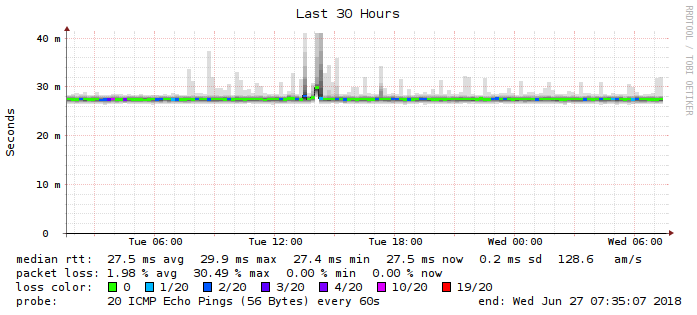 Last 30 Hours
RRDTOOL / TOBI OETIKER
Seconds
40 m
30 m
20 m
10 m
0
Tue 06:00 Tue 12:00 Tue 18:00 Wed 00:00 Wed 06:00
median rtt: 27.5 ms avg 29.9 ms max 27.4 ms min 27.5 ms now 0.2 ms sd 128.6 am/s
packet loss: 1.98 % avg 30.49 % max 0.00 % min 0.00 % now
loss color: 0 1/20 2/20 3/20 4/20 10/20 19/20
probe: 20 ICMP Echo Pings (56 Bytes) every 60s end: Wed Jun 27 07:35:07 2018